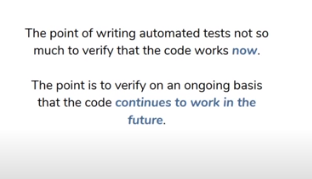 The point of writing automated tests not so
much to verify that the code works now.
The point is to verify on an ongoing basis
that the code continues to work in the
future.